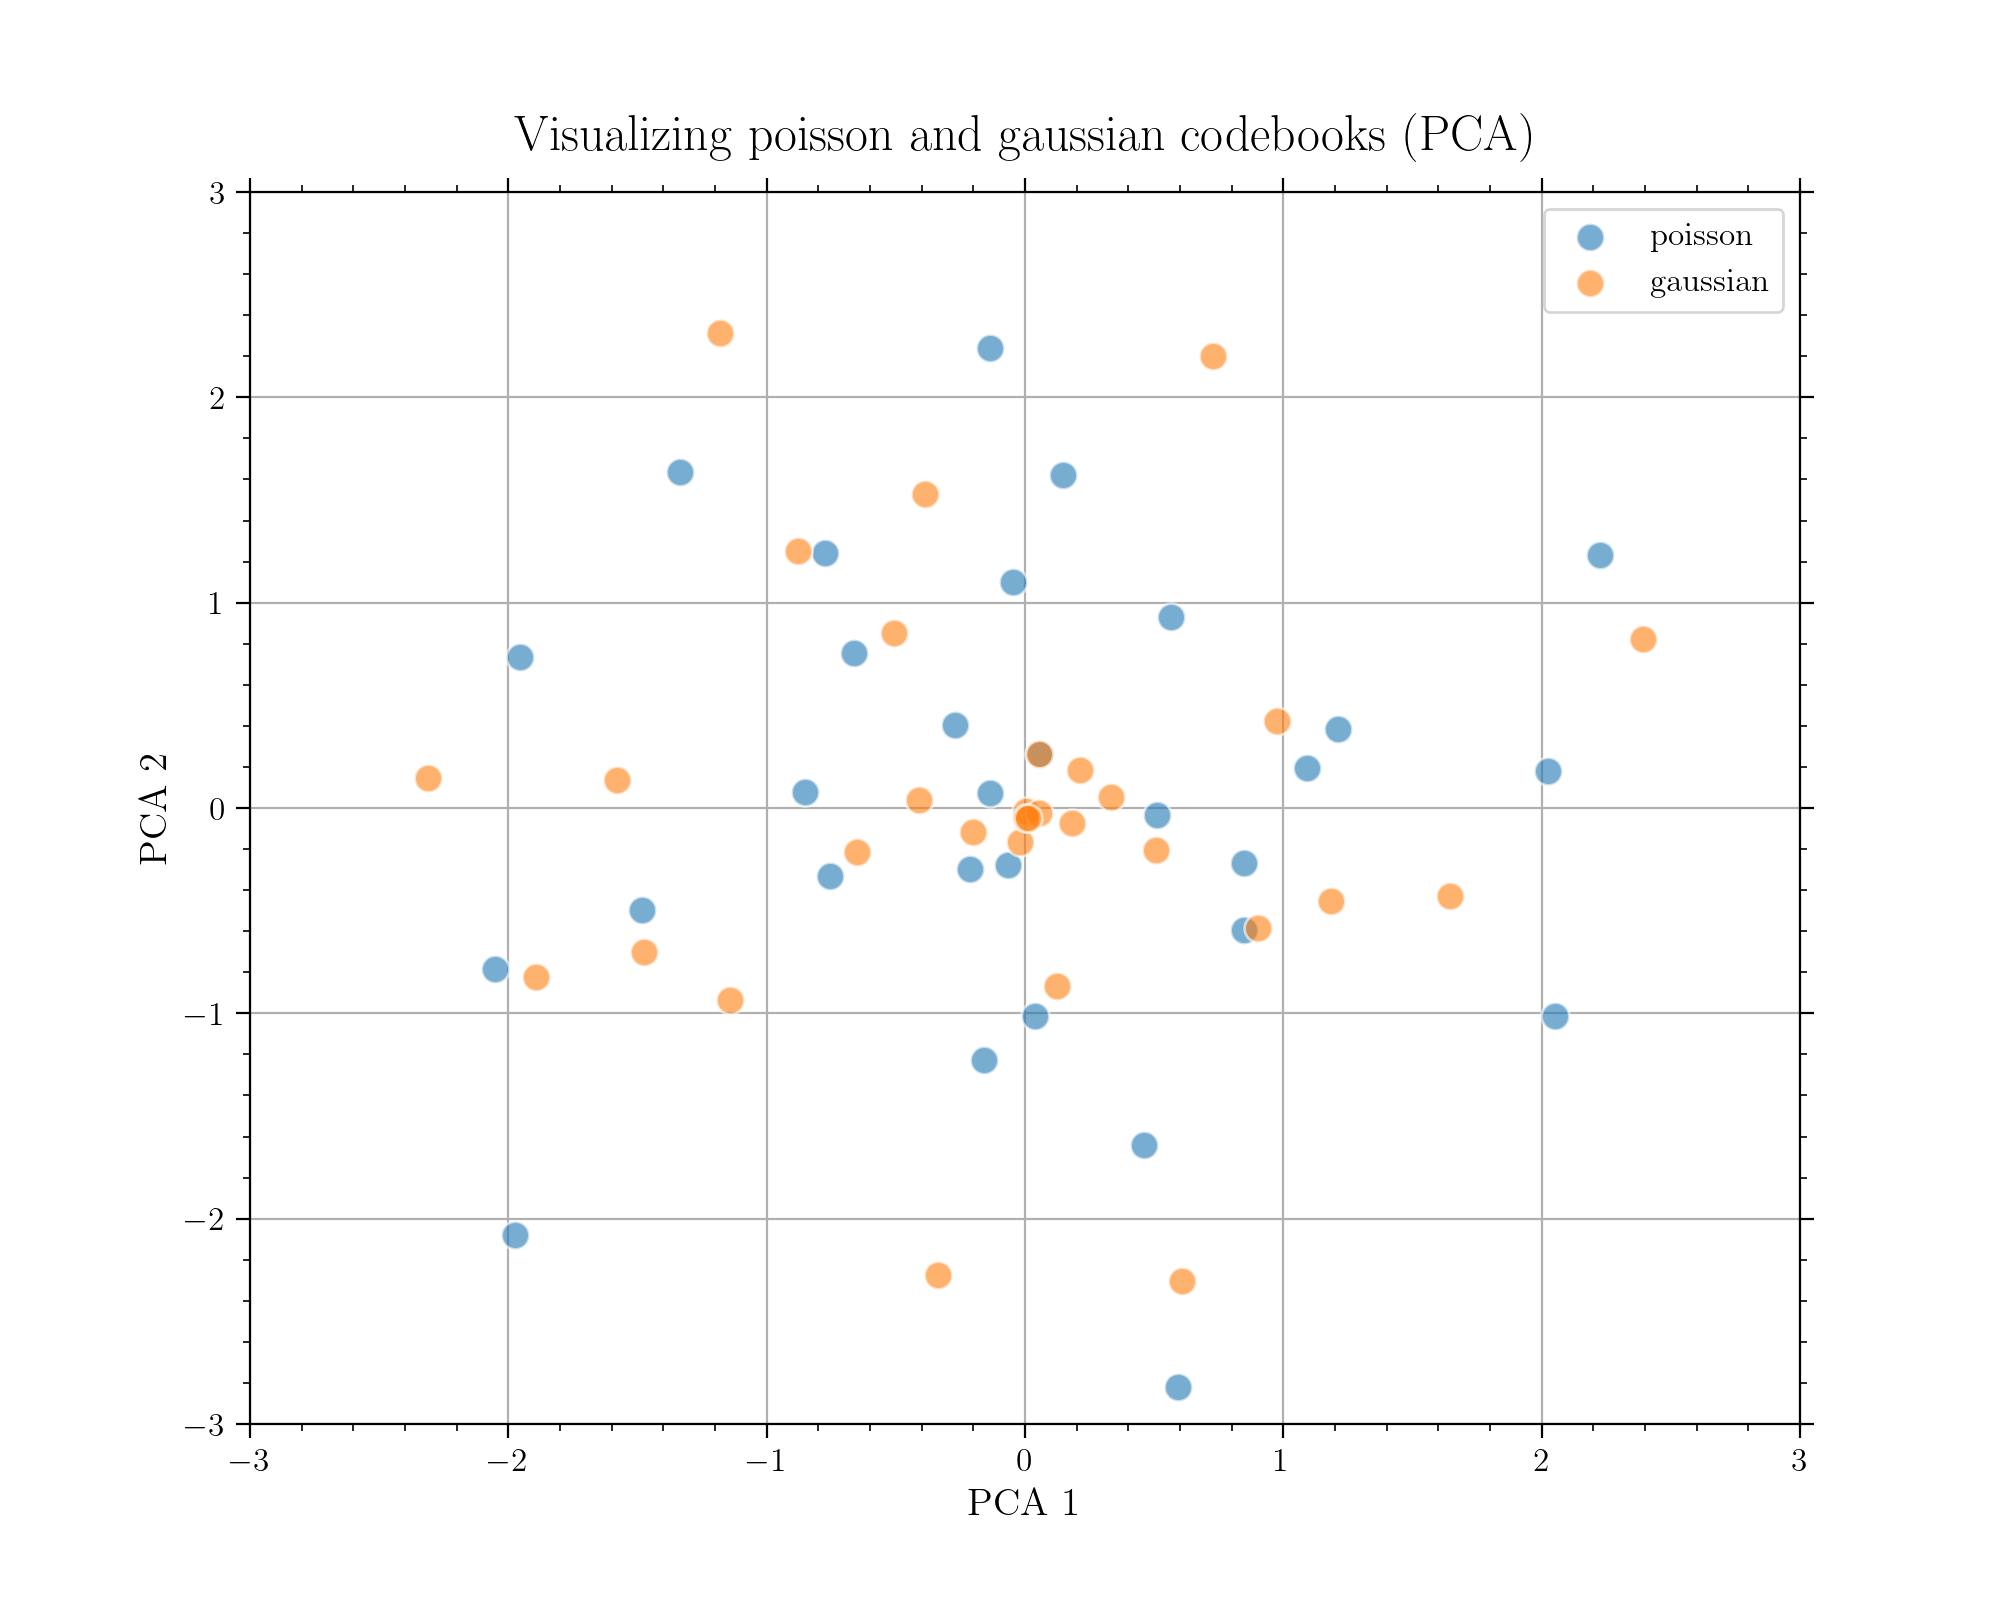 Visualizing poisson and gaussian codebooks (PCA)
poisson
gaussian
3
2
1
0
−1
−2
−3
PCA 2
−3
−2
−1
0
1
2
3
PCA 1